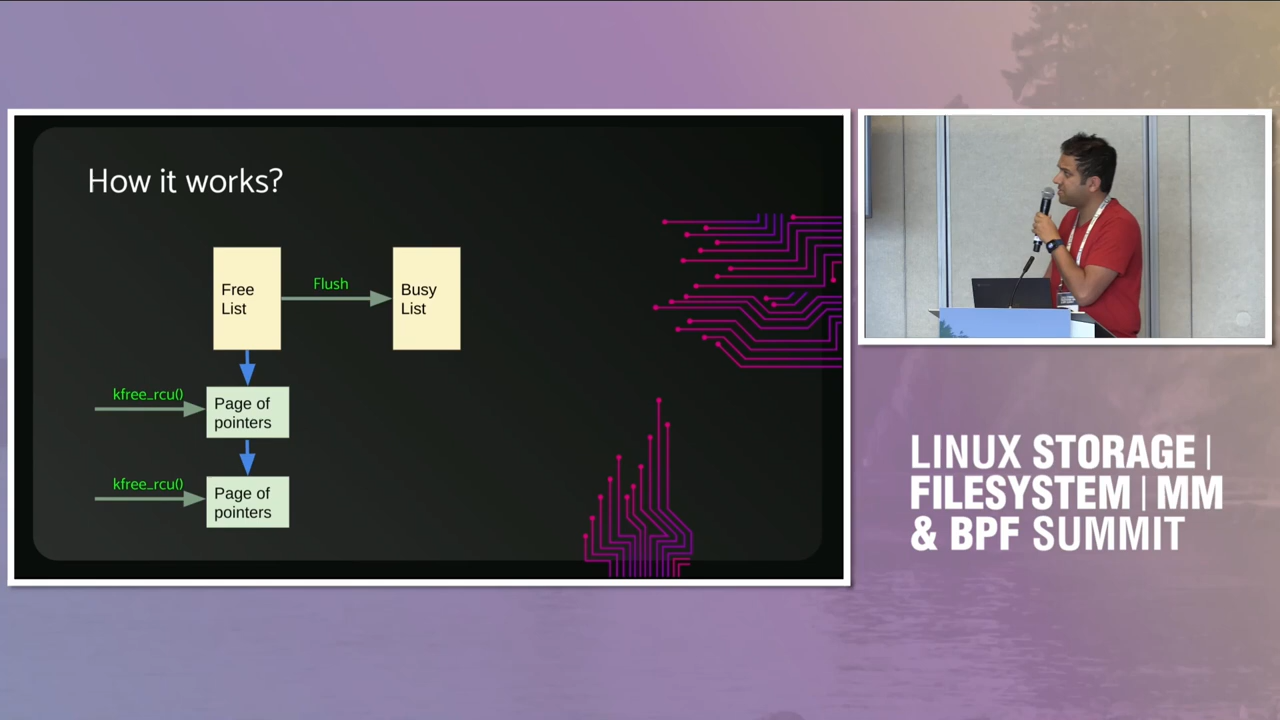 How it works?
Free
List
Flush
Busy
List
kfree_rcu()
Page of
pointers
kfree_rcu()
Page of
pointers
LINUX STORAGE |
FILESYSTEM | MM
& BPF SUMMIT